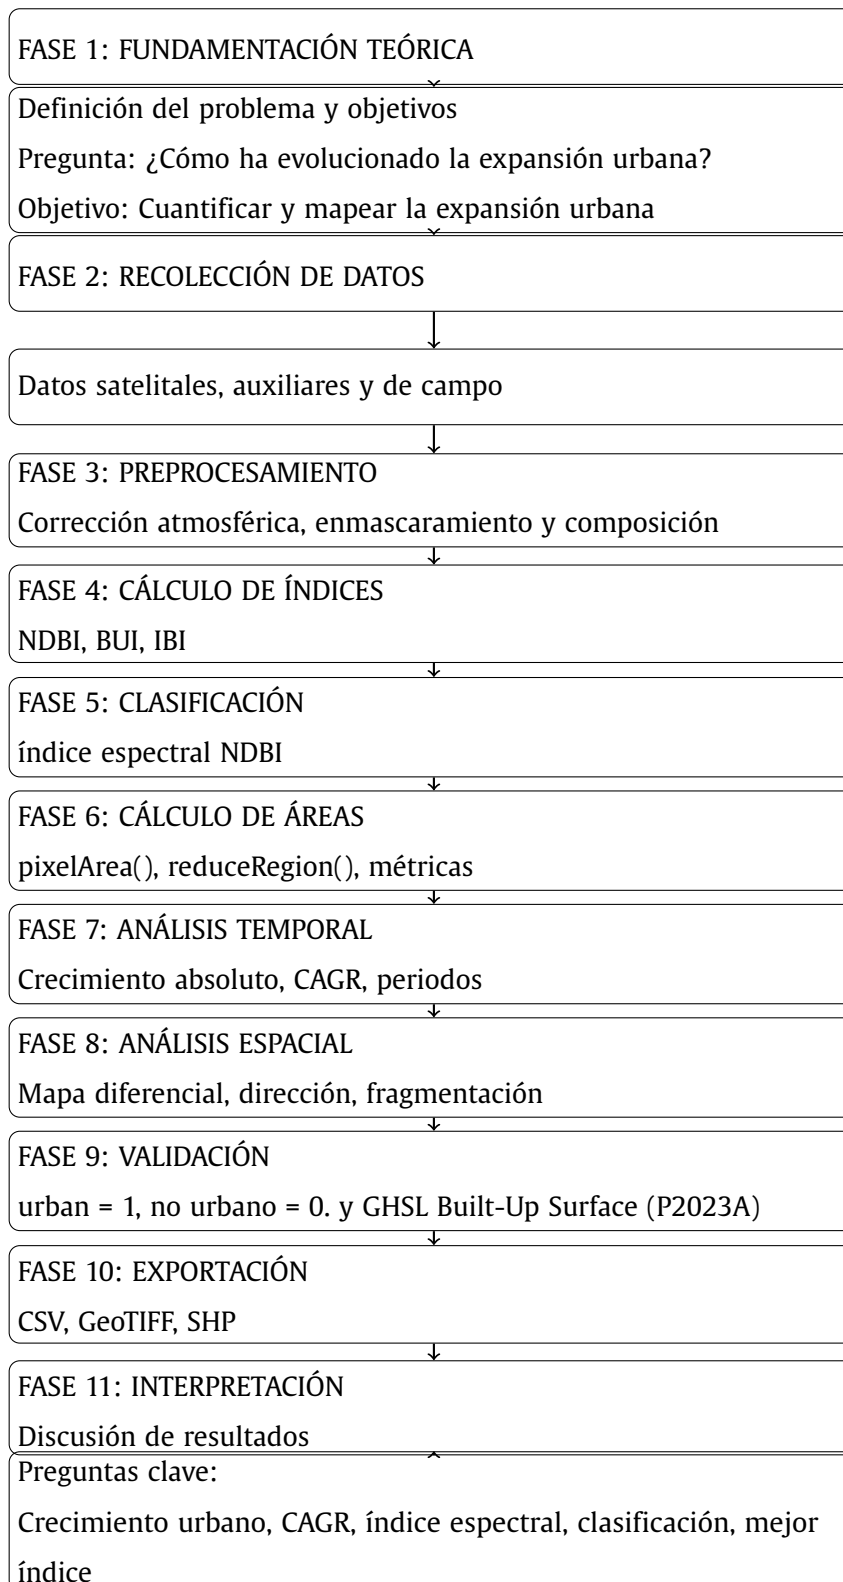 FASE 1: FUNDAMENTACIÓN TEÓRICA
Definición del problema y objetivos
Pregunta: ¿Cómo ha evolucionado la expansión urbana?
Objetivo: Cuantificar y mapear la expansión urbana
FASE 2: RECOLECCIÓN DE DATOS
Datos satelitales, auxiliares y de campo
FASE 3: PREPROCESAMIENTO
Corrección atmosférica, enmascaramiento y composición
FASE 4: CÁLCULO DE ÍNDICES
NDBI, BUI, IBI
FASE 5: CLASIFICACIÓN
índice espectral NDBI
FASE 6: CÁLCULO DE ÁREAS
pixelArea(), reduceRegion(), métricas
FASE 7: ANÁLISIS TEMPORAL
Crecimiento absoluto, CAGR, periodos
FASE 8: ANÁLISIS ESPACIAL
Mapa diferencial, dirección, fragmentación
FASE 9: VALIDACIÓN
urban = 1, no urbano = 0. y GHSL Built-Up Surface (P2023A)
FASE 10: EXPORTACIÓN
CSV, GeoTIFF, SHP
FASE 11: INTERPRETACIÓN
Discusión de resultados
Preguntas clave:
Crecimiento urbano, CAGR, índice espectral, clasificación, mejor
índice